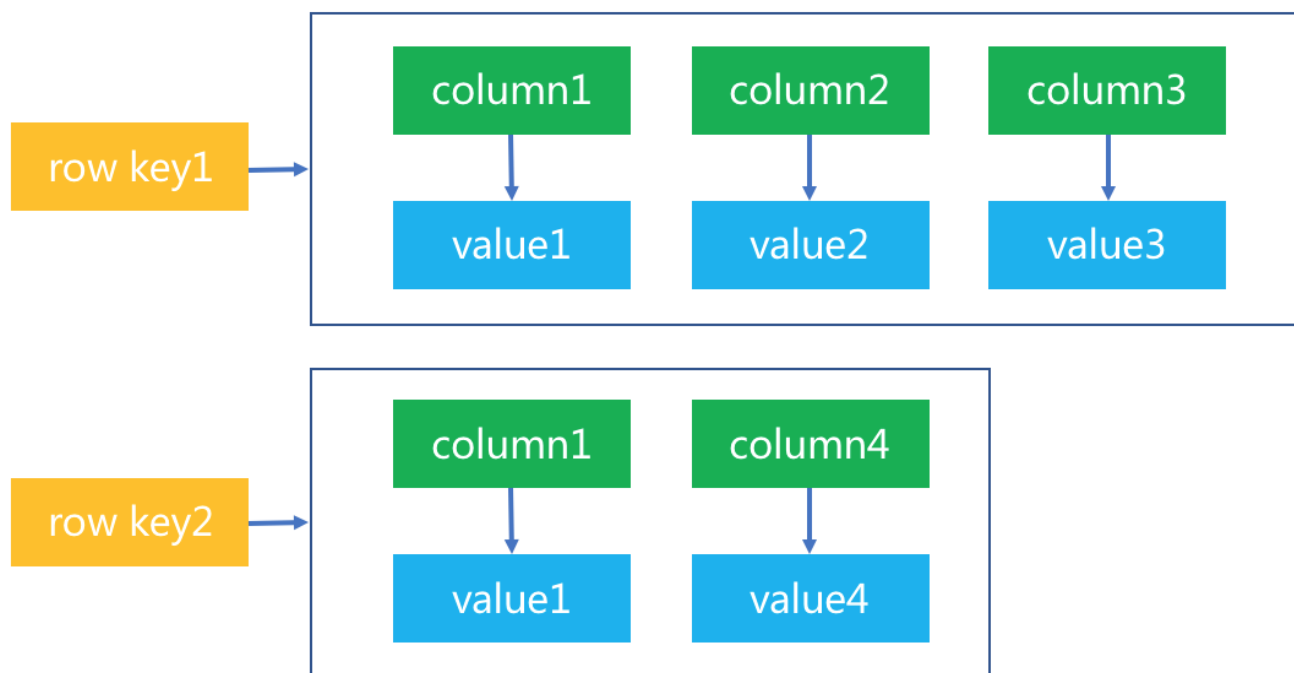 column1 column2 column3
row key1
value1 value2 value3
column1 column4
row key2
value1 value4